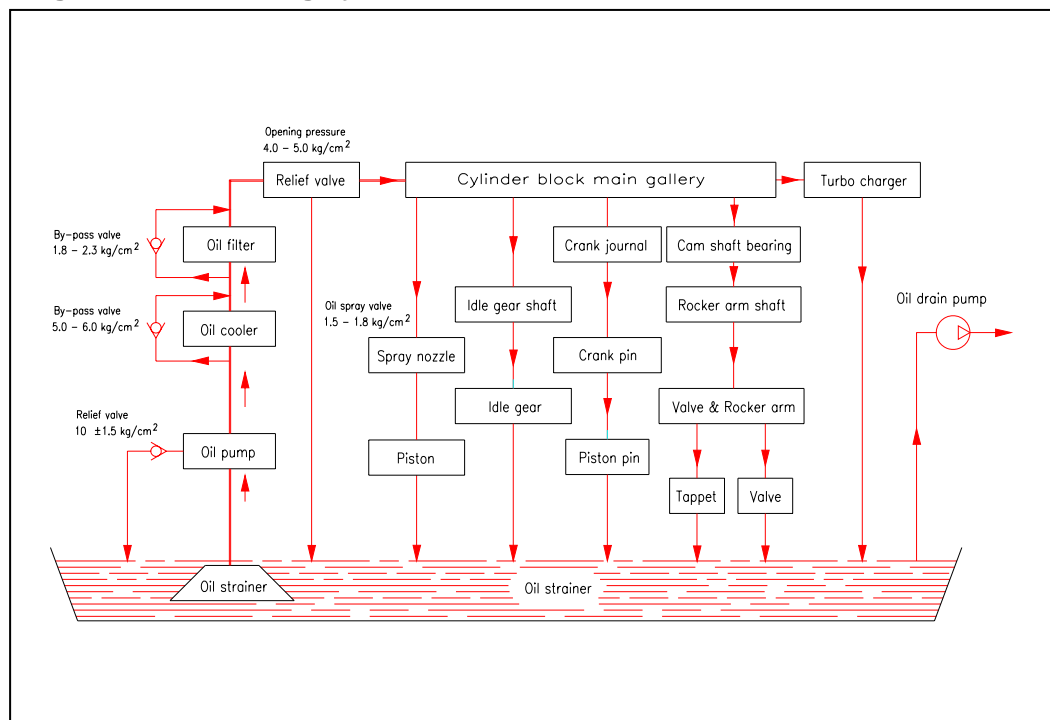 Opening pressure
4.0 – 5.0 kg/cm²
Relief valve
Cylinder block main gallery
Turbo charger
By-pass valve
1.8 – 2.3 kg/cm²
Oil filter
Crank journal
Cam shaft bearing
By-pass valve
5.0 – 6.0 kg/cm²
Oil cooler
Oil spray valve
1.5 – 1.8 kg/cm²
Idle gear shaft
Rocker arm shaft
Oil drain pump
Spray nozzle
Crank pin
Relief valve
10 ±1.5 kg/cm²
Oil pump
Idle gear
Valve & Rocker arm
Piston
Piston pin
Tappet
Valve
Oil strainer
Oil strainer